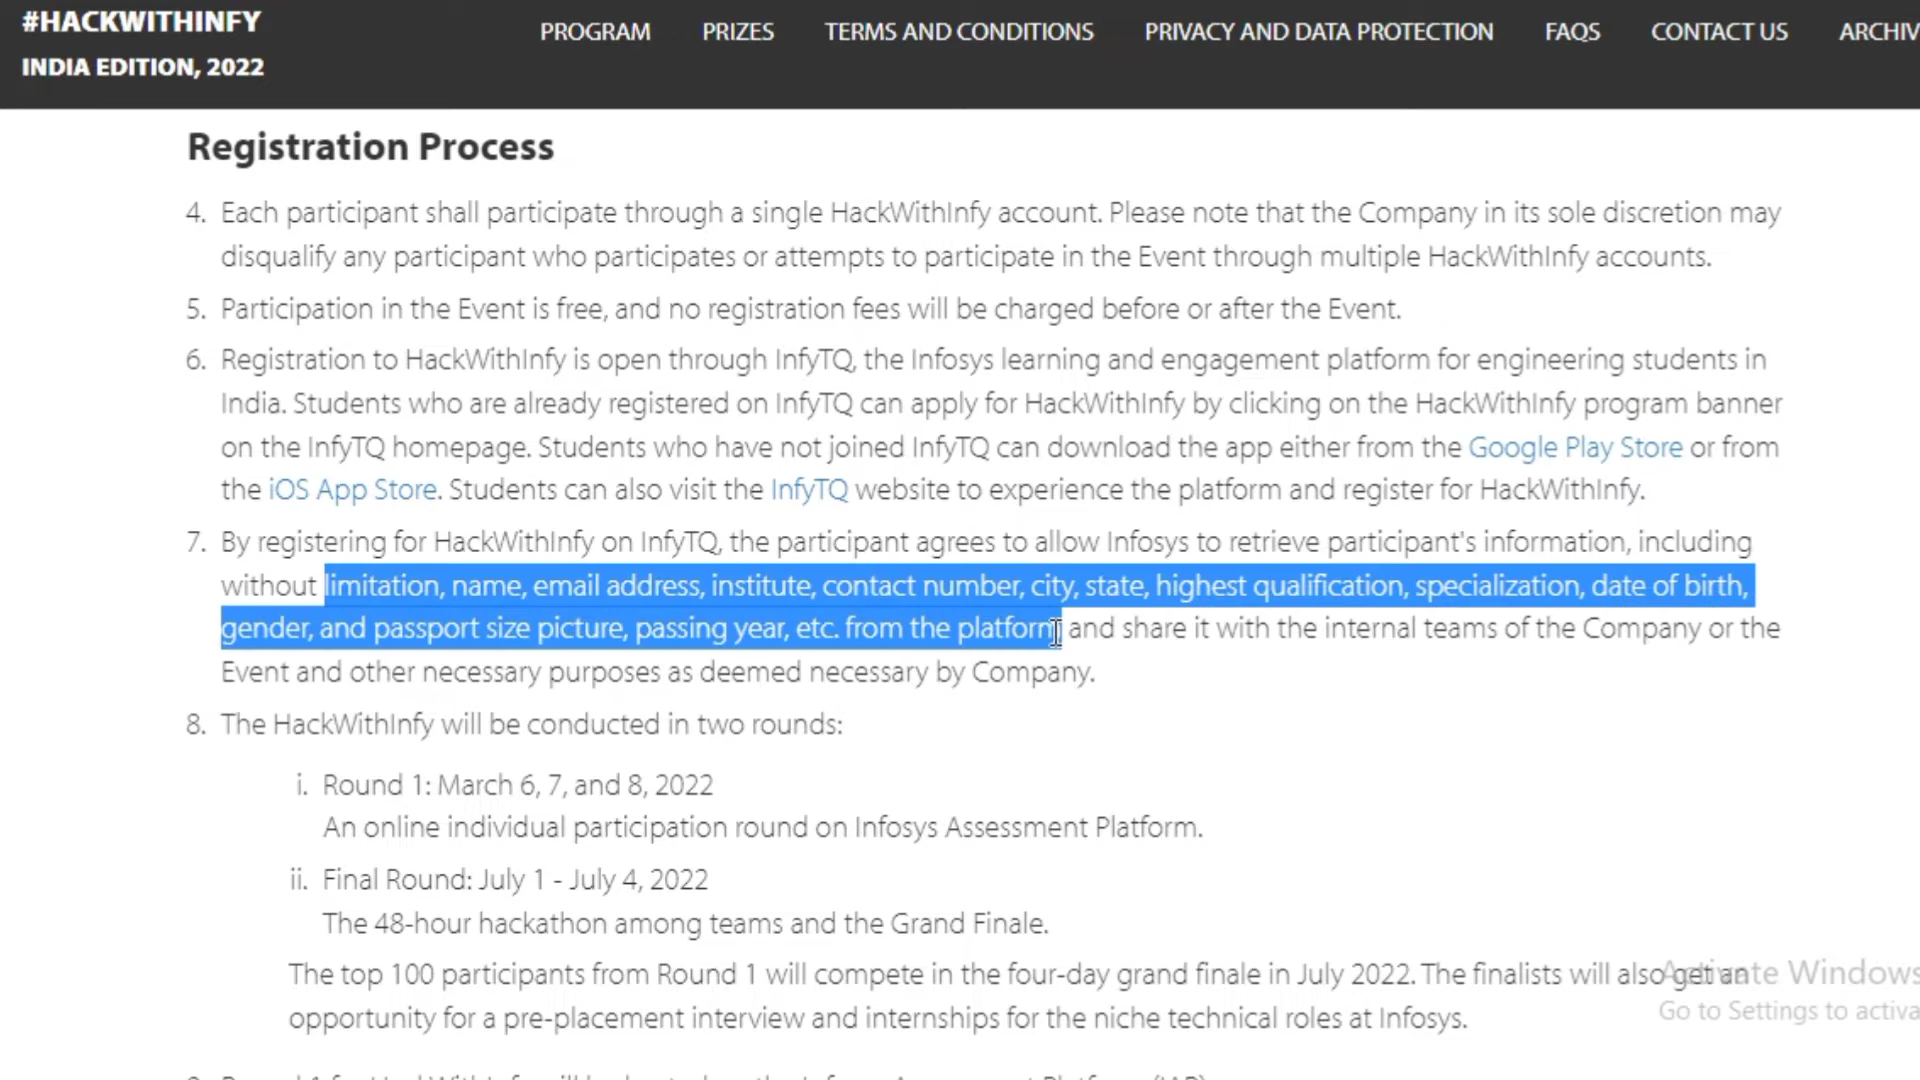 #HACKWITHINFY
INDIA EDITION, 2022
PROGRAM PRIZES TERMS AND CONDITIONS PRIVACY AND DATA PROTECTION FAQS CONTACT US ARCHIV
Registration Process
4. Each participant shall participate through a single HackWithInfy account. Please note that the Company in its sole discretion may
disqualify any participant who participates or attempts to participate in the Event through multiple HackWithInfy accounts.
5. Participation in the Event is free, and no registration fees will be charged before or after the Event.
6. Registration to HackWithInfy is open through InfyTQ, the Infosys learning and engagement platform for engineering students in
India. Students who are already registered on InfyTQ can apply for HackWithInfy by clicking on the HackWithInfy program banner
on the InfyTQ homepage. Students who have not joined InfyTQ can download the app either from the Google Play Store or from
the iOS App Store. Students can also visit the InfyTQ website to experience the platform and register for HackWithInfy.
7. By registering for HackWithInfy on InfyTQ, the participant agrees to allow Infosys to retrieve participant's information, including
without limitation, name, email address, institute, contact number, city, state, highest qualification, specialization, date of birth,
gender, and passport size picture, passing year, etc. from the platform and share it with the internal teams of the Company or the
Event and other necessary purposes as deemed necessary by Company.
8. The HackWithInfy will be conducted in two rounds:
i. Round 1: March 6, 7, and 8, 2022
An online individual participation round on Infosys Assessment Platform.
ii. Final Round: July 1 - July 4, 2022
The 48-hour hackathon among teams and the Grand Finale.
The top 100 participants from Round 1 will compete in the four-day grand finale in July 2022. The finalists will also get an
opportunity for a pre-placement interview and internships for the niche technical roles at Infosys.
Activate Windows
Go to Settings to activa